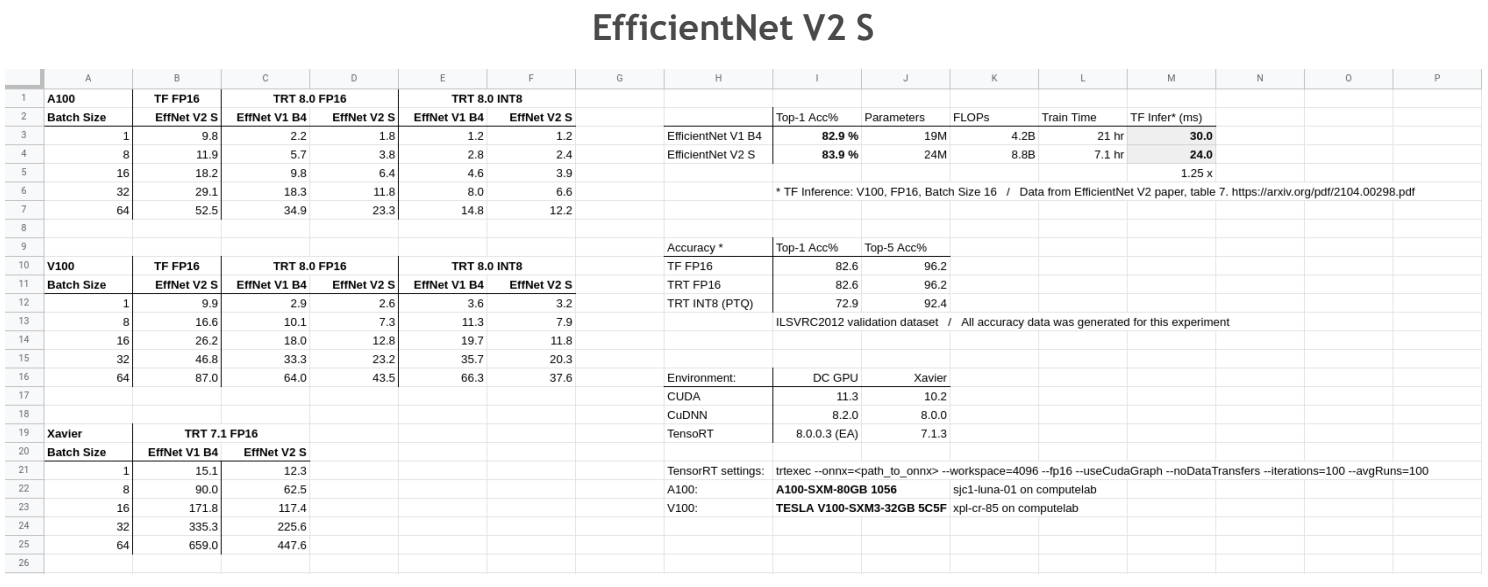 EfficientNet V2 S
A B C D E F G H I J K L M N O P
1 A100 TF FP16 TRT 8.0 FP16 TRT 8.0 INT8
2 Batch Size EffNet V2 S EffNet V1 B4 EffNet V2 S EffNet V1 B4 EffNet V2 S Top-1 Acc% Parameters FLOPs Train Time TF Infer* (ms)
3 1 9.8 2.2 1.8 1.2 1.2 EfficientNet V1 B4 82.9 % 19M 4.2B 21 hr 30.0
4 8 11.9 5.7 3.8 2.8 2.4 EfficientNet V2 S 83.9 % 24M 8.8B 7.1 hr 24.0
5 16 18.2 9.8 6.4 4.6 3.9 1.25 x
6 32 29.1 18.3 11.8 8.0 6.6 * TF Inference: V100, FP16, Batch Size 16 / Data from EfficientNet V2 paper, table 7. https://arxiv.org/pdf/2104.00298.pdf
7 64 52.5 34.9 23.3 14.8 12.2
8
9 Accuracy * Top-1 Acc% Top-5 Acc%
10 V100 TF FP16 TRT 8.0 FP16 TRT 8.0 INT8 TF FP16 82.6 96.2
11 Batch Size EffNet V2 S EffNet V1 B4 EffNet V2 S EffNet V1 B4 EffNet V2 S TRT FP16 82.6 96.2
12 1 9.9 2.9 2.6 3.6 3.2 TRT INT8 (PTQ) 72.9 92.4
13 8 16.6 10.1 7.3 11.3 7.9 ILSVRC2012 validation dataset / All accuracy data was generated for this experiment
14 16 26.2 18.0 12.8 19.7 11.8
15 32 46.8 33.3 23.2 35.7 20.3
16 64 87.0 64.0 43.5 66.3 37.6 Environment: DC GPU Xavier
17 CUDA 11.3 10.2
18 CuDNN 8.2.0 8.0.0
19 Xavier TRT 7.1 FP16 TensoRT 8.0.0.3 (EA) 7.1.3
20 Batch Size EffNet V1 B4 EffNet V2 S
21 1 15.1 12.3 TensorRT settings: trtexec --onnx=<path_to_onnx> --workspace=4096 --fp16 --useCudaGraph --noDataTransfers --iterations=100 --avgRuns=100
22 8 90.0 62.5 A100: A100-SXM-80GB 1056 sjc1-luna-01 on computelab
23 16 171.8 117.4 V100: TESLA V100-SXM3-32GB 5C5F xpl-cr-85 on computelab
24 32 335.3 225.6
25 64 659.0 447.6
26